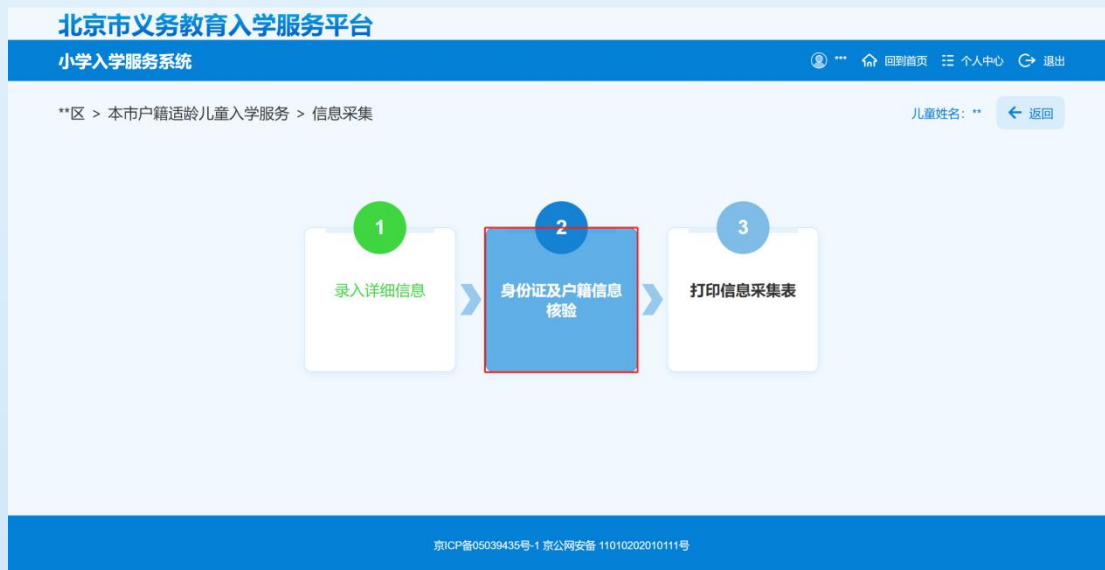 北京市义务教育入学服务平台
小学入学服务系统
*** 回到首页 个人中心 退出
**区 > 本市户籍适龄儿童入学服务 > 信息采集
儿童姓名：** 返回
1
录入详细信息
2
身份证及户籍信息
核验
3
打印信息采集表
京ICP备05039435号-1 京公网安备 11010202010111号